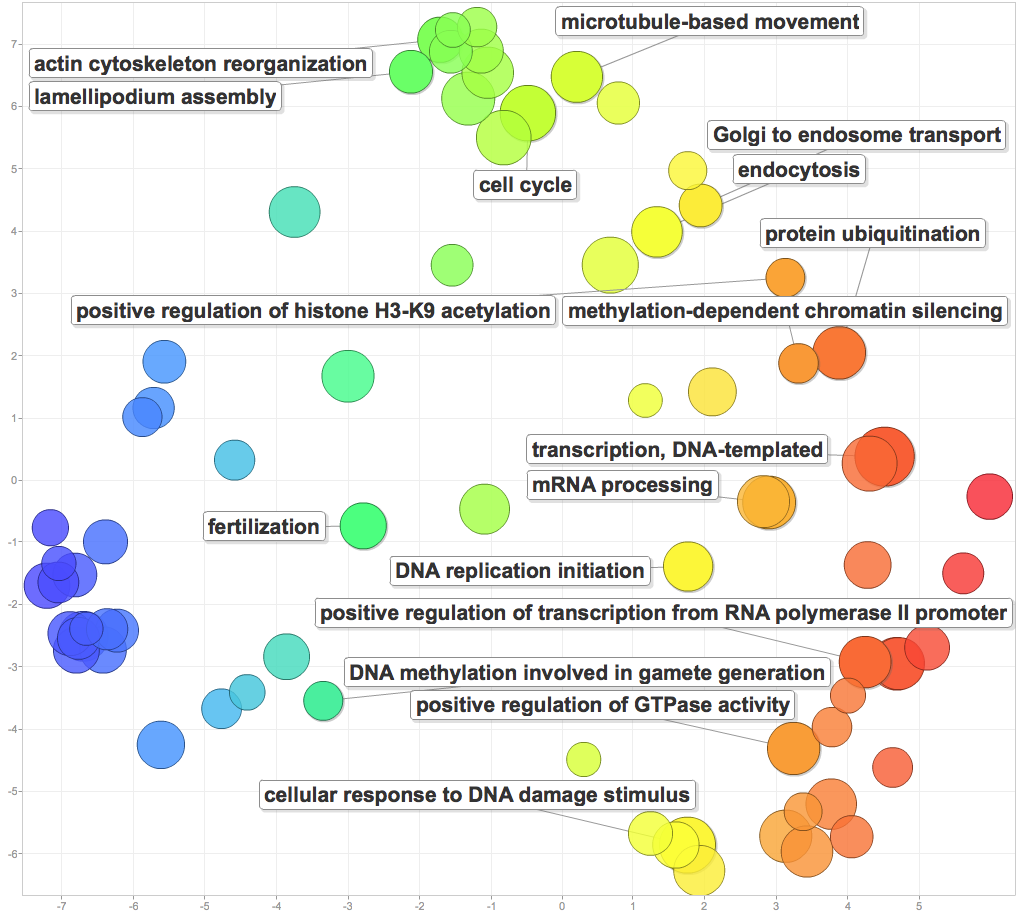 microtubule-based movement
7
actin cytoskeleton reorganization
lamellipodium assembly
6
Golgi to endosome transport
5
endocytosis
cell cycle
4
protein ubiquitination
3
positive regulation of histone H3-K9 acetylation
methylation-dependent chromatin silencing
2
1
transcription, DNA-templated
0
mRNA processing
fertilization
-1
DNA replication initiation
-2
positive regulation of transcription from RNA polymerase II promoter
-3
DNA methylation involved in gamete generation
positive regulation of GTPase activity
-4
-5
cellular response to DNA damage stimulus
-6
-7 -6 -5 -4 -3 -2 -1 0 1 2 3 4 5